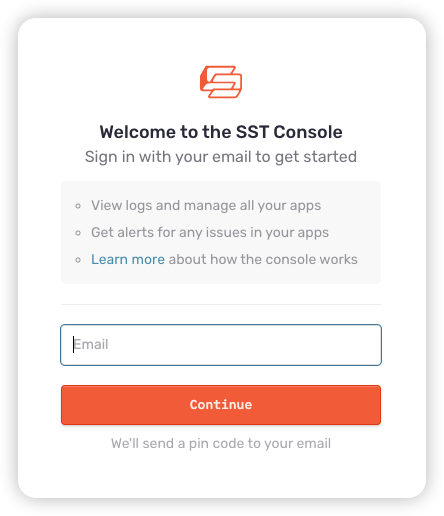 Welcome to the SST Console
Sign in with your email to get started
View logs and manage all your apps
Get alerts for any issues in your apps
Learn more about how the console works
Email
Continue
We'll send a pin code to your email